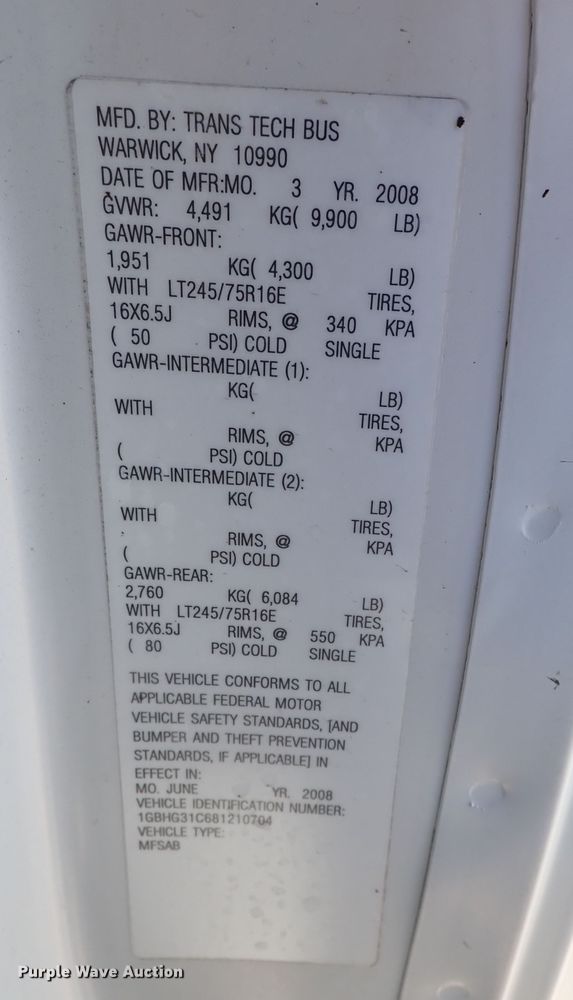 MFD. BY: TRANS TECH BUS
WARWICK, NY 10990
DATE OF MFR:MO. 3 YR. 2008
GVWR: 4,491 KG( 9,900 LB)
GAWR-FRONT:
1,951 KG( 4,300 LB)
WITH LT245/75R16E TIRES,
16X6.5J RIMS, @ 340 KPA
( 50 PSI) COLD SINGLE
GAWR-INTERMEDIATE (1):
KG( LB)
WITH TIRES,
RIMS, @ KPA
( PSI) COLD
GAWR-INTERMEDIATE (2):
KG( LB)
WITH TIRES,
RIMS, @ KPA
( PSI) COLD
GAWR-REAR:
2,760 KG( 6,084 LB)
WITH LT245/75R16E TIRES,
16X6.5J RIMS, @ 550 KPA
( 80 PSI) COLD SINGLE
THIS VEHICLE CONFORMS TO ALL
APPLICABLE FEDERAL MOTOR
VEHICLE SAFETY STANDARDS, [AND
BUMPER AND THEFT PREVENTION
STANDARDS, IF APPLICABLE] IN
EFFECT IN:
MO. JUNE YR. 2008
VEHICLE IDENTIFICATION NUMBER:
1GBHG31C681210704
VEHICLE TYPE:
MFSAB
Purple Wave Auction